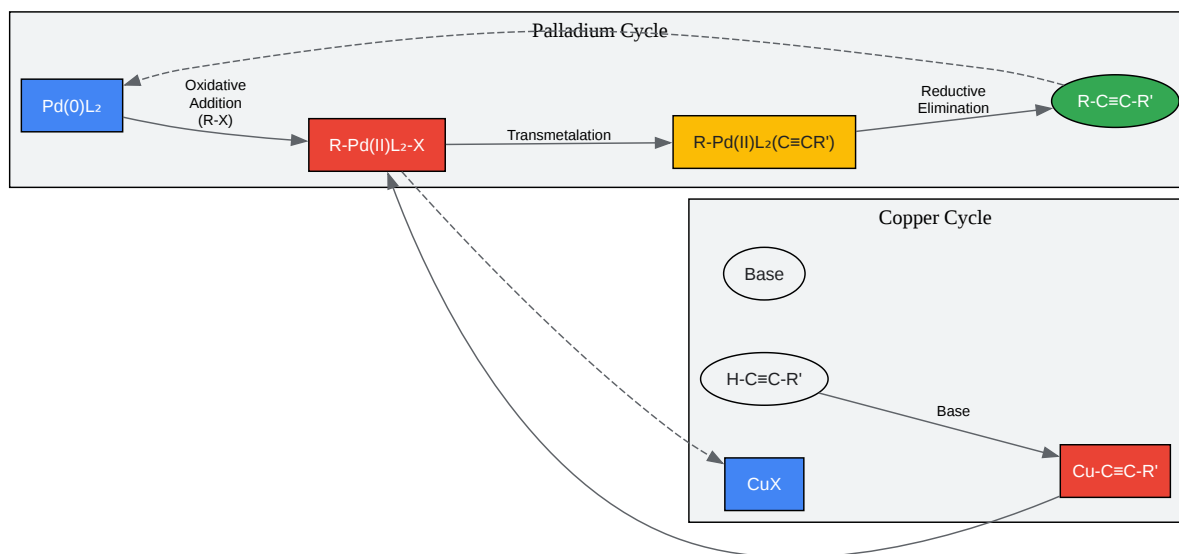 Palladium Cycle
Pd(0)L₂
Oxidative
Addition
(R-X)
R-Pd(II)L₂-X
Transmetalation
R-Pd(II)L₂(C≡CR')
Reductive
Elimination
R-C≡C-R'
Copper Cycle
Base
H-C≡C-R'
Base
CuX
Cu-C≡C-R'